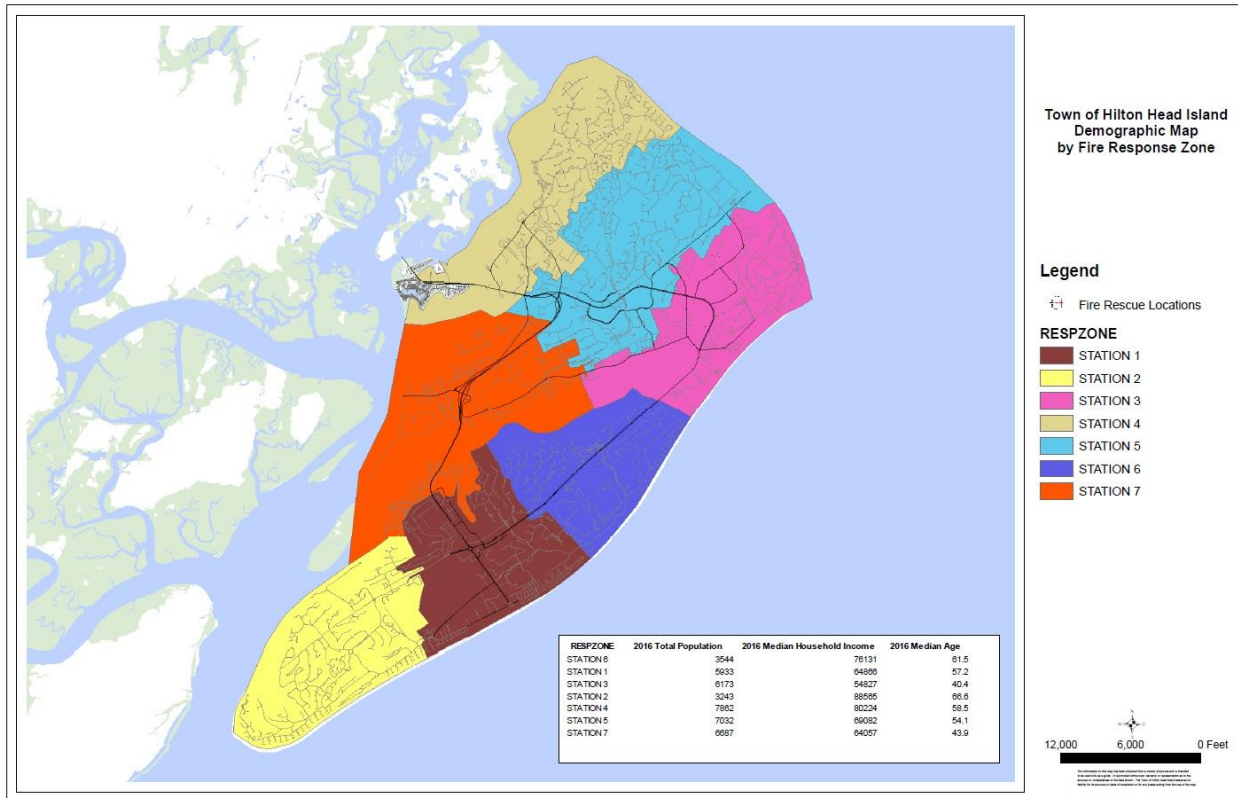 Town of Hilton Head Island
Demographic Map
by Fire Response Zone
Legend
Fire Rescue Locations
RESPZONE
STATION 1
STATION 2
STATION 3
STATION 4
STATION 5
STATION 6
STATION 7
RESPZONE 2016 Total Population 2016 Median Household Income 2016 Median Age
STATION 6 3544 76131 61.5
STATION 1 5933 64866 57.2
STATION 3 6173 54827 40.4
STATION 2 3243 88565 66.6
STATION 4 7862 80224 58.5
STATION 5 7032 69082 54.1
STATION 7 6687 64057 43.9
12,000 6,000 0 Feet